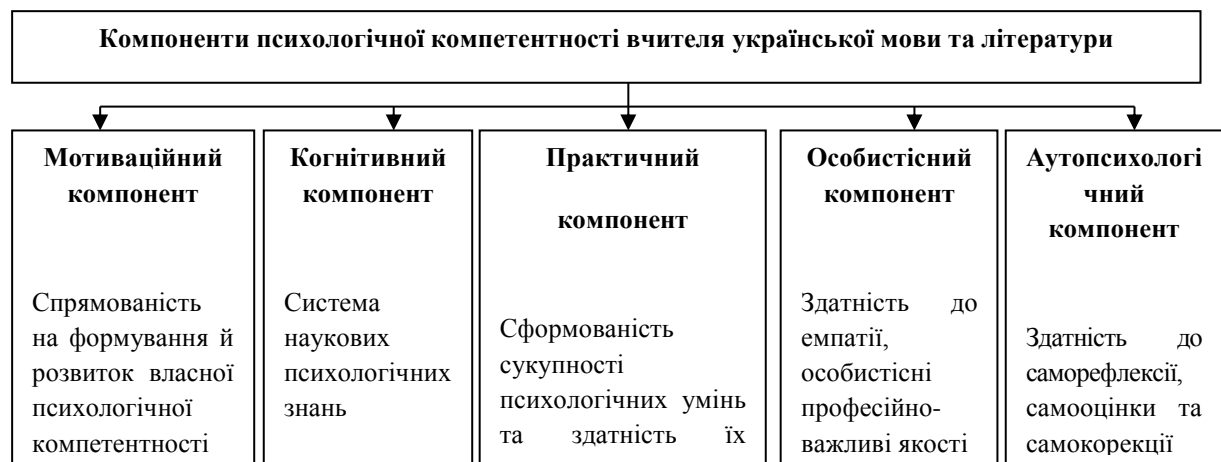 Компоненти психологічної компетентності вчителя української мови та літератури
Мотиваційний
компонент
Спрямованість
на формування й
розвиток власної
психологічної
компетентності
Когнітивний
компонент
Система
наукових
психологічних
знань
Практичний
компонент
Сформованість
сукупності
психологічних умінь
та здатність їх
Особистісний
компонент
Здатність до
емпатії,
особистісні
професійно-
важливі якості
Аутопсихологі
чний
компонент
Здатність до
саморефлексії,
самооцінки та
самокорекції